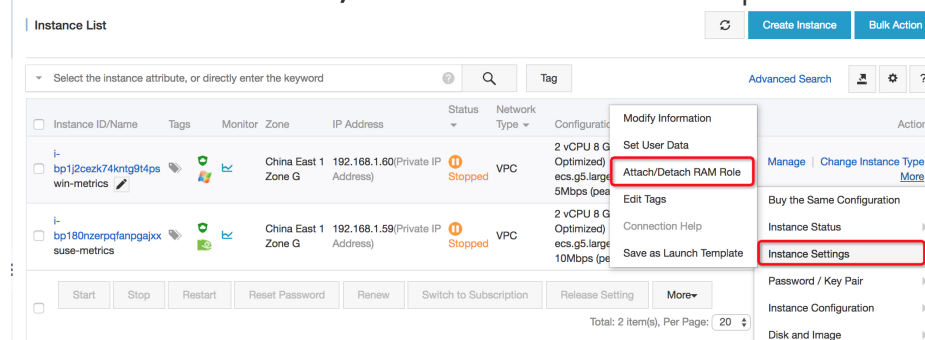 Instance List
Create Instance
Bulk Action
Select the instance attribute, or directly enter the keyword
Tag
Advanced Search
?
Instance ID/Name Tags Monitor Zone IP Address Status Network Type Configuratio Action
i-
bp1j2cezk74kntg9t4ps
win-metrics
China East 1
Zone G
192.168.1.60(Private IP
Address)
Stopped
VPC
2 vCPU 8 G
Optimized)
ecs.g5.large
5Mbps (pea
Manage | Change Instance Type
More
i-
bp180nzerpqfanpgajxx
suse-metrics
China East 1
Zone G
192.168.1.59(Private IP
Address)
Stopped
VPC
2 vCPU 8 G
Optimized)
ecs.g5.large
10Mbps (pe
Modify Information
Set User Data
Attach/Detach RAM Role
Edit Tags
Connection Help
Save as Launch Template
Buy the Same Configuration
Instance Status
Instance Settings
Password / Key Pair
Instance Configuration
Disk and Image
Start Stop Restart Reset Password Renew Switch to Subscription Release Setting More
Total: 2 item(s), Per Page: 20